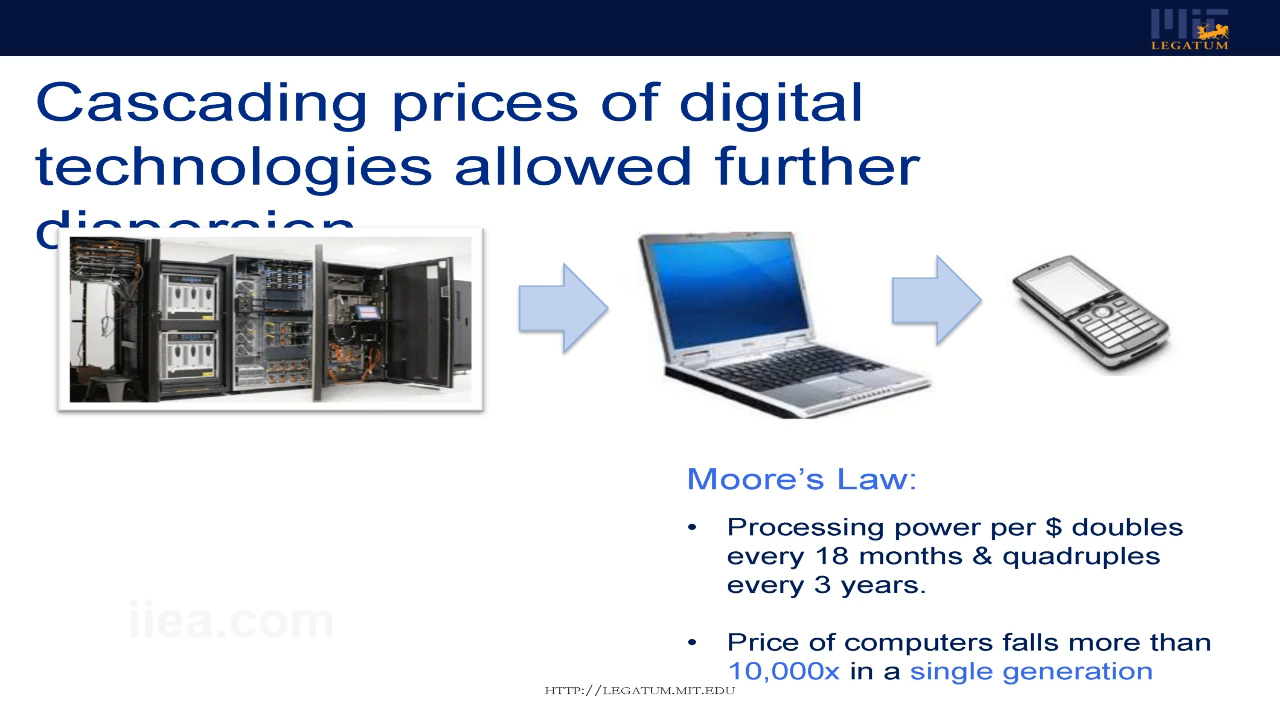 MIT
LEGATUM
Cascading prices of digital
technologies allowed further
dispersion
Moore's Law:
• Processing power per $ doubles
every 18 months & quadruples
every 3 years.
• Price of computers falls more than
10,000x in a single generation
iiea.com
HTTP://LEGATUM.MIT.EDU